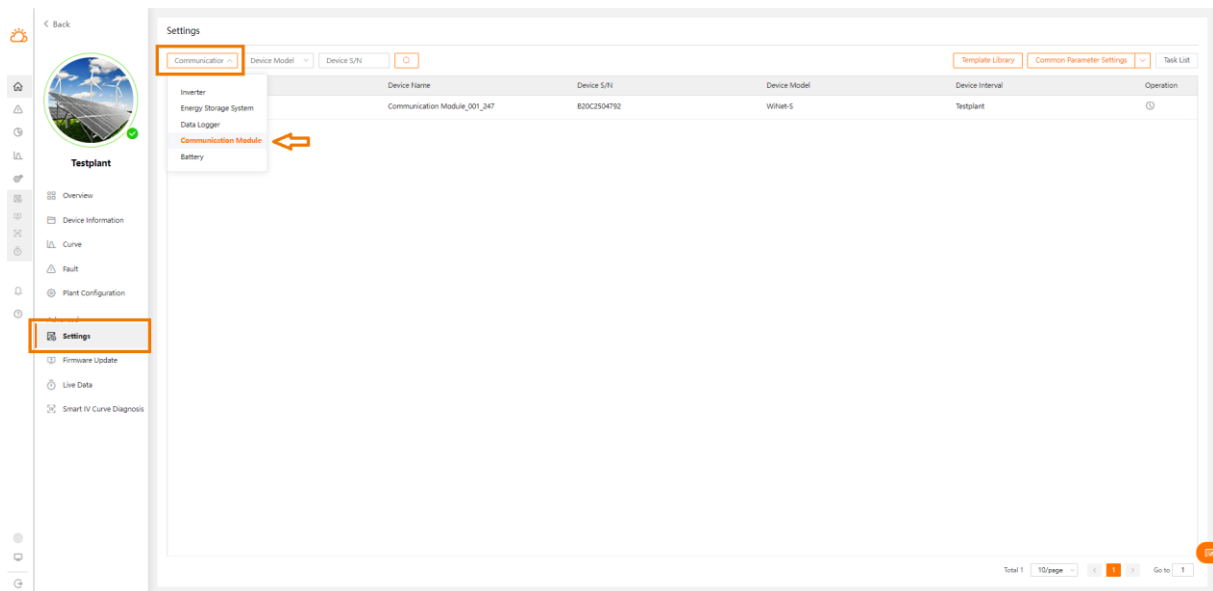 < Back
Settings
Communication
Device Model
Device S/N
Template Library
Common Parameter Settings
Task List
Device Name
Device S/N
Device Model
Device Interval
Operation
Inverter
Energy Storage System
Data Logger
Communication Module
Battery
Communication Module_001_247
B20C2504792
WiNet-S
Testplant
Testplant
Overview
Device Information
Curve
Fault
Plant Configuration
Settings
Firmware Update
Live Data
Smart IV Curve Diagnosis
Total 1
10/page
< 1 >
Go to 1